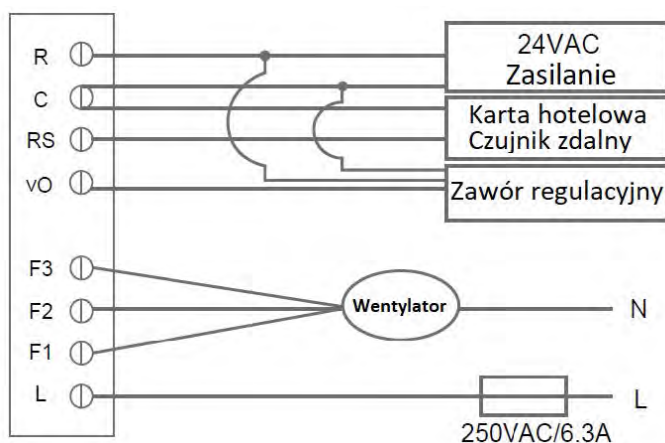 R
24VAC
Zasilanie
C
Karta hotelowa
RS
Czujnik zdalny
vO
Zawór regulacyjny
F3
F2
Wentylator
N
F1
L
L
250VAC/6.3A